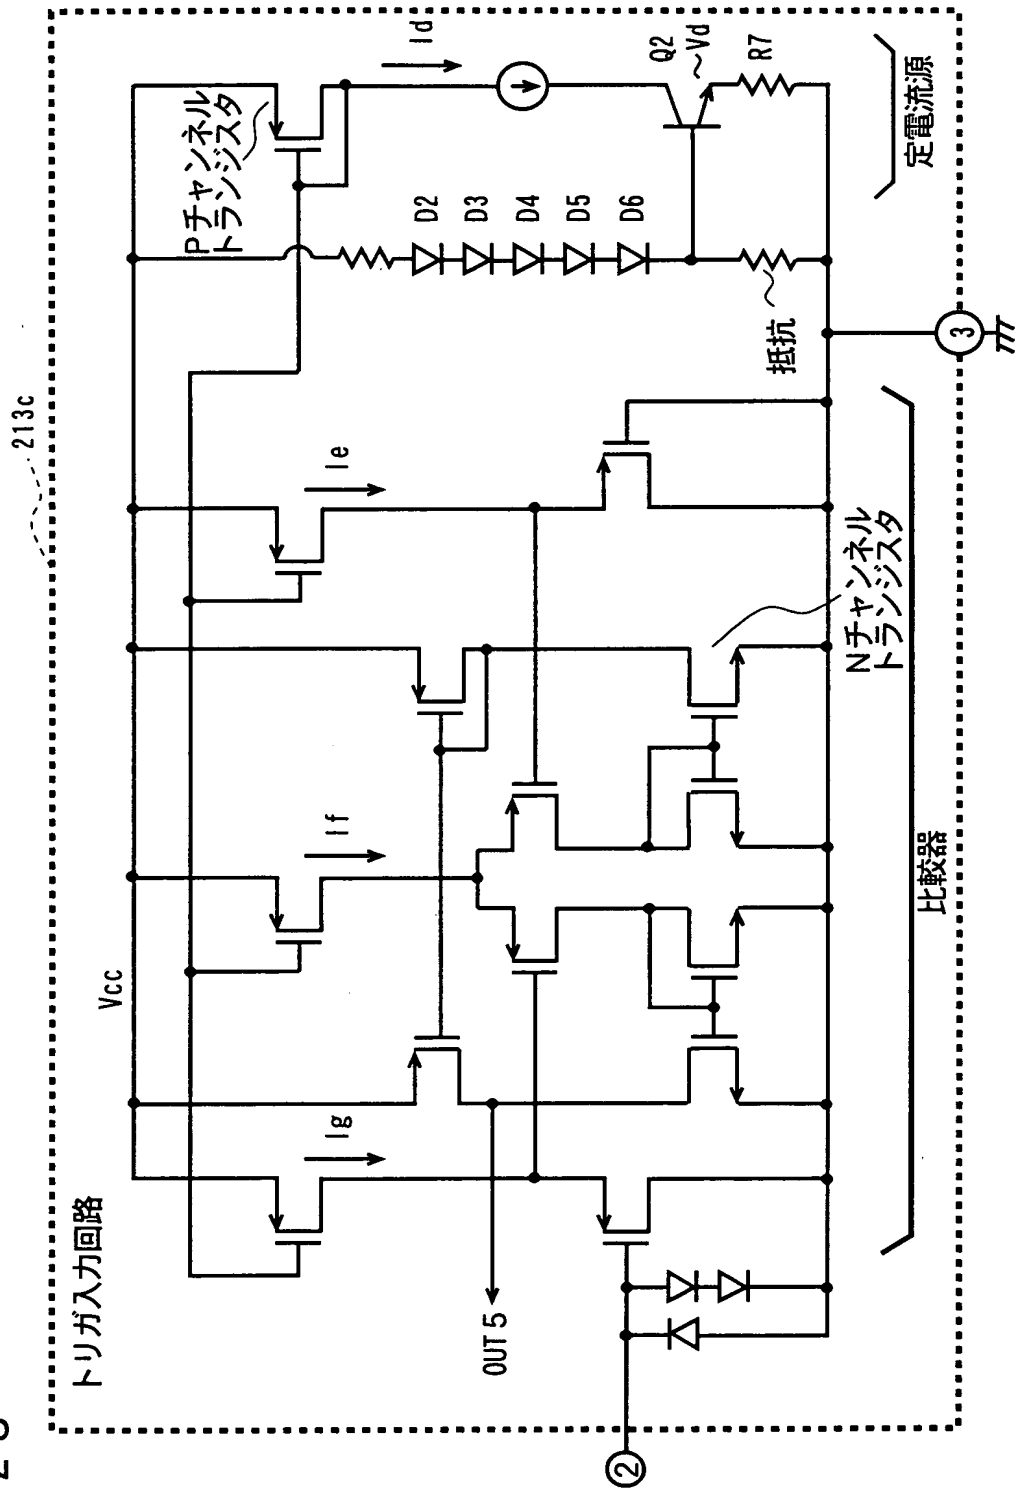 213c
トリガ入力回路
Vcc
Pチャンネル
トランジスタ
Ig
If
Ie
Id
OUT5
D2
D3
D4
D5
D6
Q2
Vd
R7
抵抗
Nチャンネル
トランジスタ
②
3
比較器
定電流源